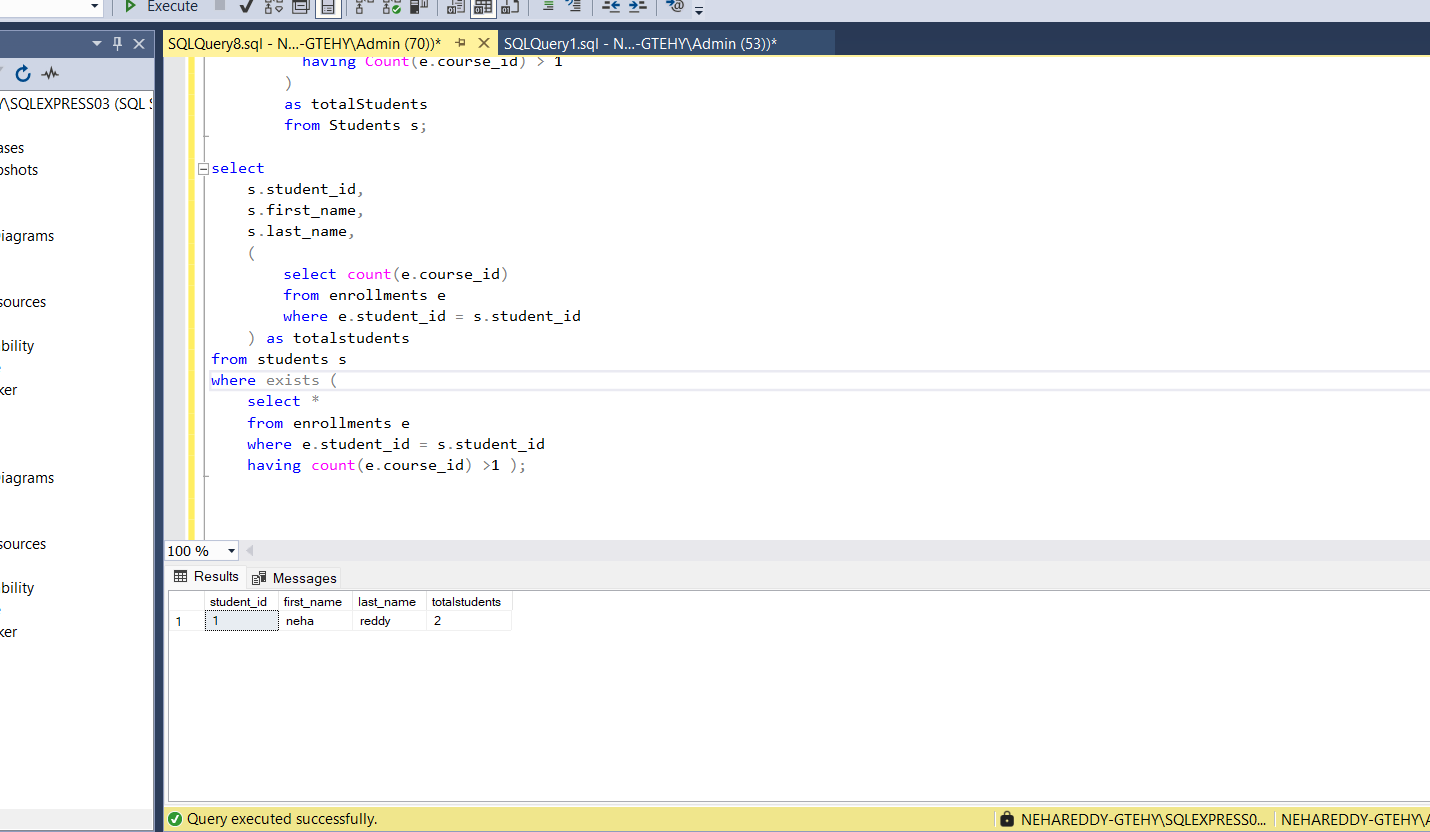 Execute
SQLQuery8.sql - N...-GTEHY\Admin (70))*
SQLQuery1.sql - N...-GTEHY\Admin (53))*
having Count(e.course_id) > 1
)
as totalStudents
from Students s;
Y\SQLEXPRESS03 (SQL S
ases
pshots
iagrams
sources
bility
ker
iagrams
sources
bility
ker
select
s.student_id,
s.first_name,
s.last_name,
(
select count(e.course_id)
from enrollments e
where e.student_id = s.student_id
) as totalstudents
from students s
where exists (
select *
from enrollments e
where e.student_id = s.student_id
having count(e.course_id) >1 );
100 %
Results
Messages
student_id first_name last_name totalstudents
1 1 neha reddy 2
Query executed successfully.
NEHAREDDY-GTEHY\SQLEXPRESS0...
NEHAREDDY-GTEHY\A